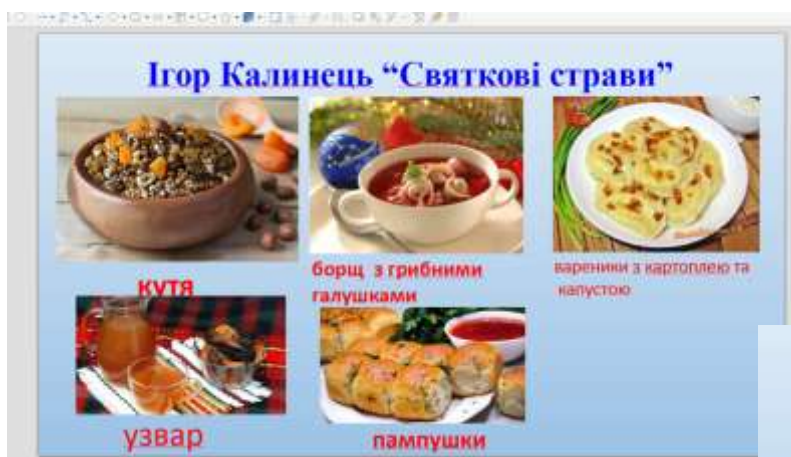 Ігор Калинець “Святкові страви”
кутя
борщ з грибними
галушками
вареники з картоплею та
капустою
узвар
пампушки